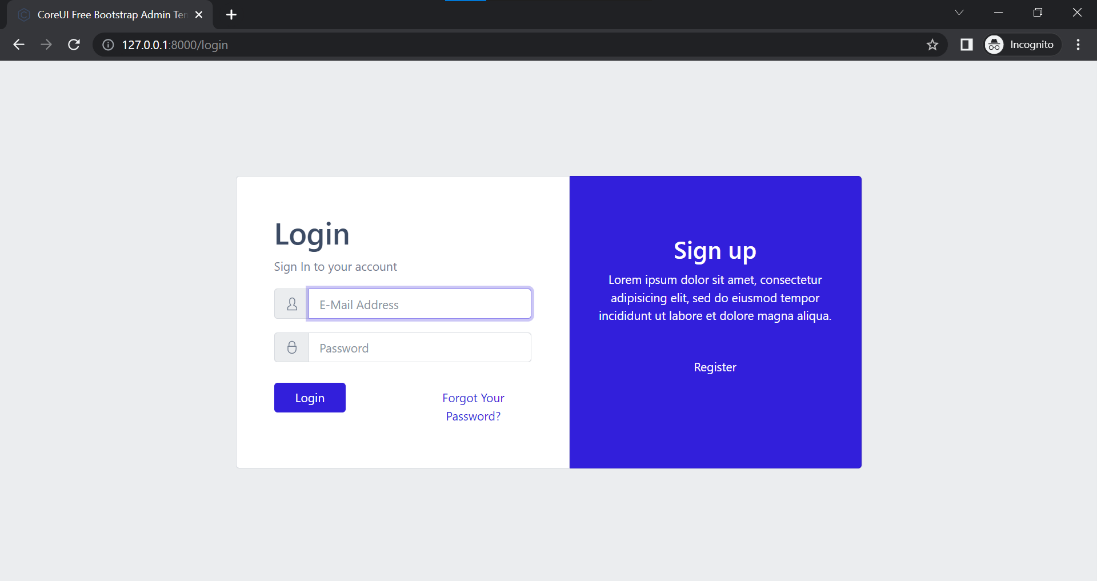 CoreUI Free Bootstrap Admin Ten
127.0.0.1:8000/login
Incognito
Login
Sign In to your account
E-Mail Address
Password
Login
Forgot Your
Password?
Sign up
Lorem ipsum dolor sit amet, consectetur
adipisicing elit, sed do eiusmod tempor
incididunt ut labore et dolore magna aliqua.
Register